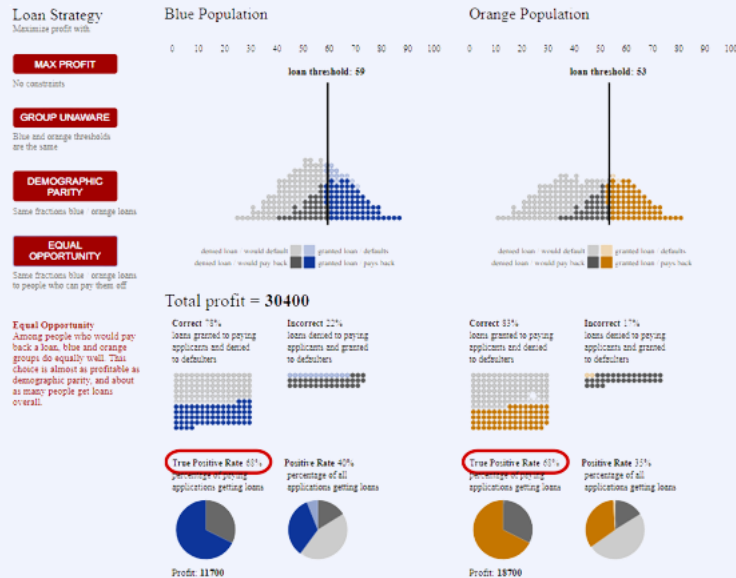 Loan Strategy
Maximize profit with
MAX PROFIT
No constraints
GROUP UNAWARE
Blue and orange thresholds
are the same
DEMOGRAPHIC
PARITY
Same fractions blue / orange loans
EQUAL
OPPORTUNITY
Same fractions blue / orange loans
to people who can pay them off
Equal Opportunity
Among people who would pay
back a loan, blue and orange
groups do equally well. This
choice is almost as profitable as
demographic parity, and about
as many people get loans
overall.
Blue Population
0 10 20 30 40 50 60 70 80 90 100
loan threshold: 59
denied loan / would default granted loan / defaults
denied loan / would pay back granted loan / pays back
Total profit = 30400
Correct 78%
loans granted to paying
applicants and denied
to defaulters
Incorrect 22%
loans denied to paying
applicants and granted
to defaulters
True Positive Rate 68%
percentage of paying
applications getting loans
Positive Rate 40%
percentage of all
applications getting loans
Profit: 11700
Orange Population
0 10 20 30 40 50 60 70 80 90 100
loan threshold: 53
denied loan / would default granted loan / defaults
denied loan / would pay back granted loan / pays back
Correct 83%
loans granted to paying
applicants and denied
to defaulters
Incorrect 17%
loans denied to paying
applicants and granted
to defaulters
True Positive Rate 68%
percentage of paying
applications getting loans
Positive Rate 35%
percentage of all
applications getting loans
Profit: 18700